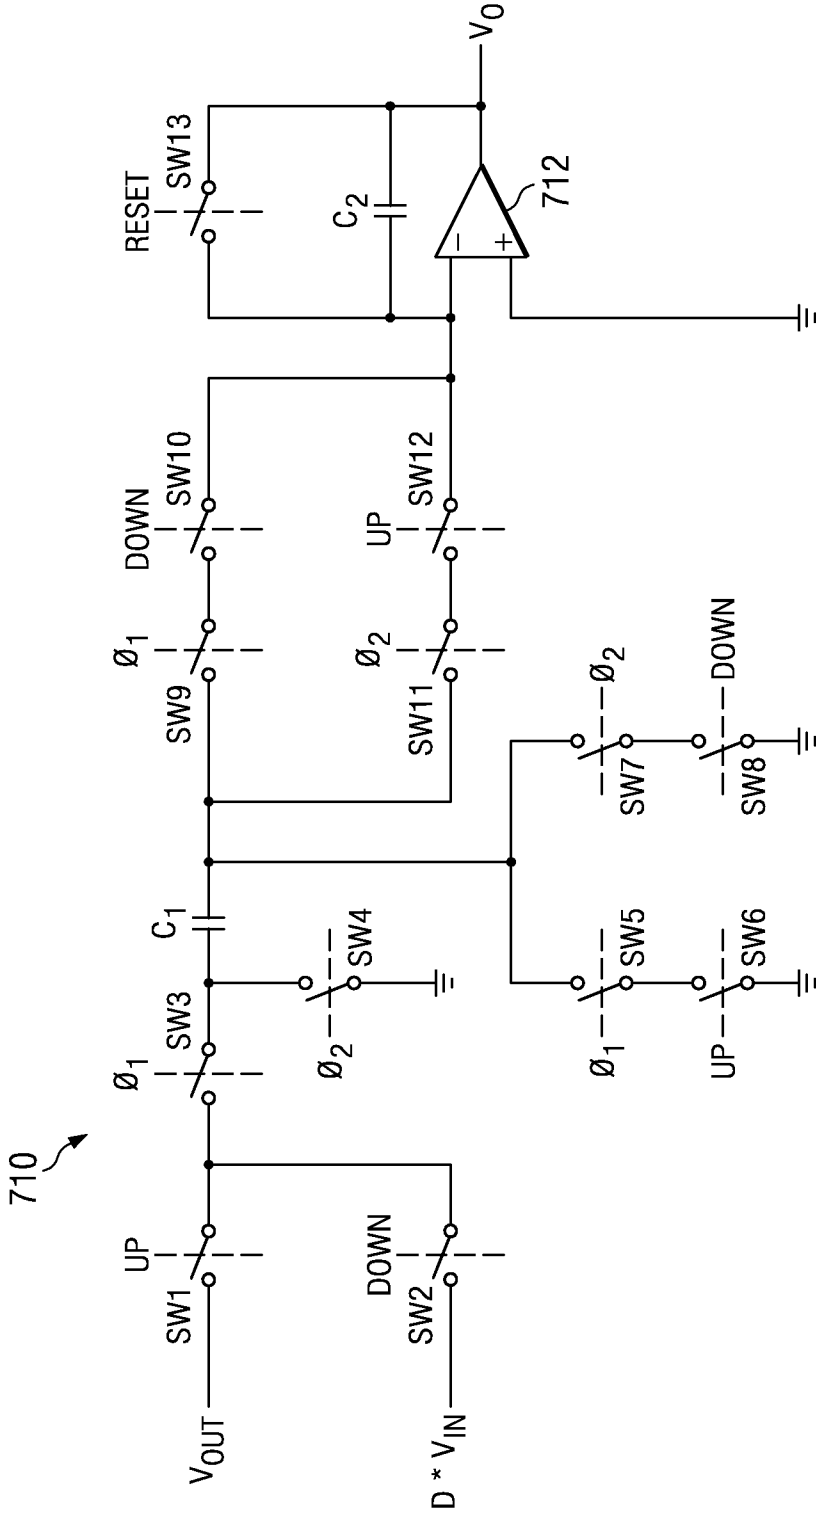 710
V_OUT
UP
SW1
D * V_IN
DOWN
SW2
Ø1
SW3
Ø2
SW4
C1
Ø1
SW5
UP
SW6
Ø2
SW7
DOWN
SW8
Ø1
SW9
DOWN
SW10
Ø2
SW11
UP
SW12
RESET
SW13
C2
−
+
712
V_O